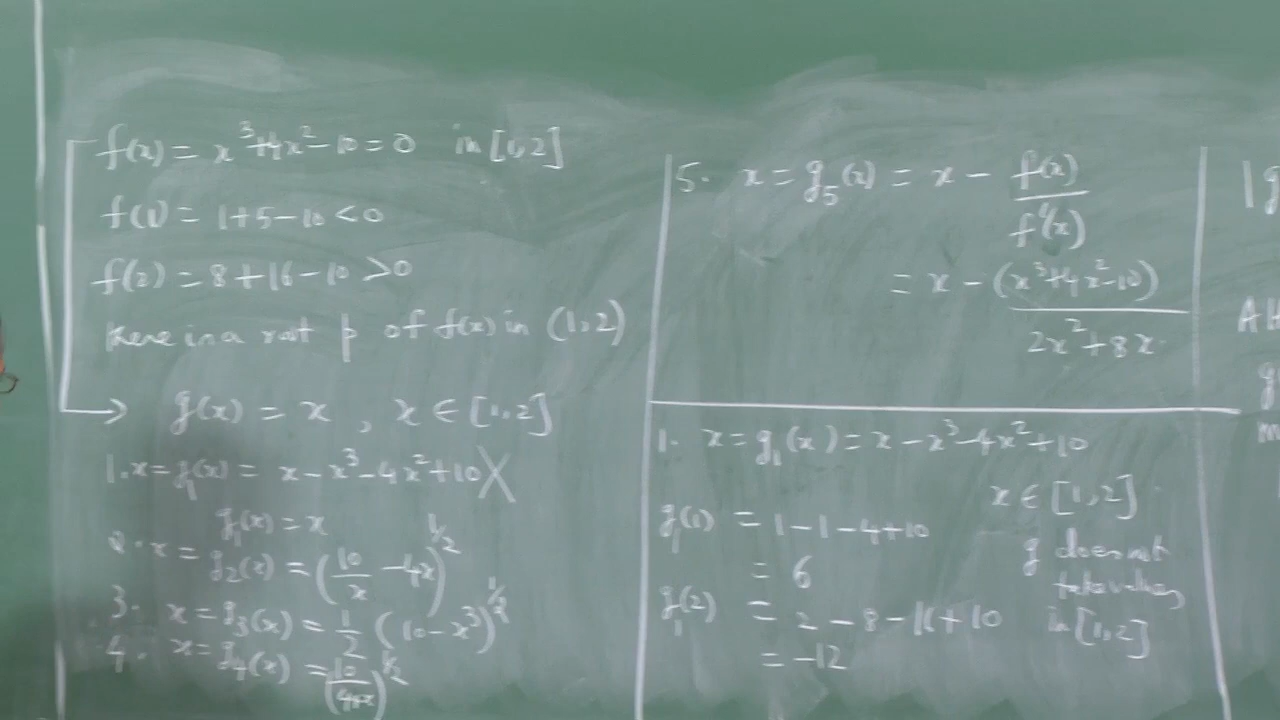 f(x) = x³+4x²-10 = 0 in [1,2]
f(1) = 1+5-10 < 0
f(2) = 8+16-10 > 0
there is a root p of f(x) in (1,2)
g(x) = x , x ∈ [1,2]
1. x = g₁(x) = x-x³-4x²+10 X
g₁(x) = x
2. x = g₂(x) = (10/x -4x)^1/2
3. x = g₃(x) = 1/2 (10-x³)^1/2
4. x = g₄(x) = (10/4+x)^1/2
5. x = g₅(x) = x - f(x)/f'(x)
= x - (x³+4x²-10)/2x²+8x
1. x = g₁(x) = x-x³-4x²+10
x ∈ [1,2]
g₁(1) = 1-1-4+10
= 6
g₁(2) = 2-8-16+10
= -12
g does not
take values
in [1,2]
|g